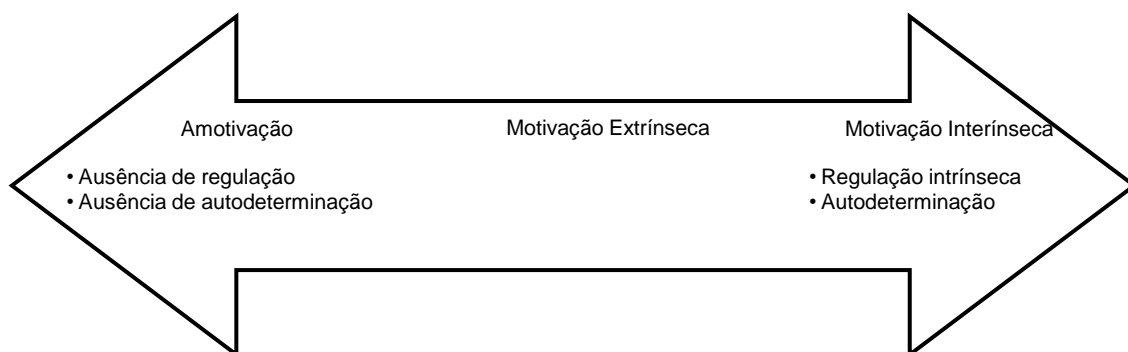 Amotivação
Motivação Extrínseca
Motivação Interínseca
• Ausência de regulação
• Ausência de autodeterminação
• Regulação intrínseca
• Autodeterminação